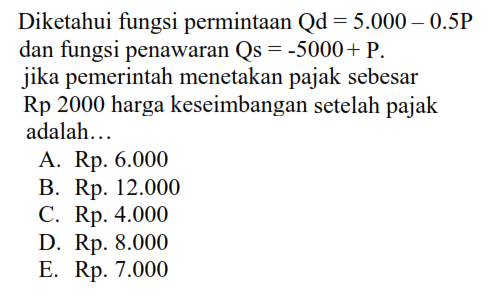 Diketahui fungsi permintaan Qd = 5.000 – 0.5P
dan fungsi penawaran Qs = -5000+ P.
jika pemerintah menetakan pajak sebesar
Rp 2000 harga keseimbangan setelah pajak
adalah…
A. Rp. 6.000
B. Rp. 12.000
C. Rp. 4.000
D. Rp. 8.000
E. Rp. 7.000